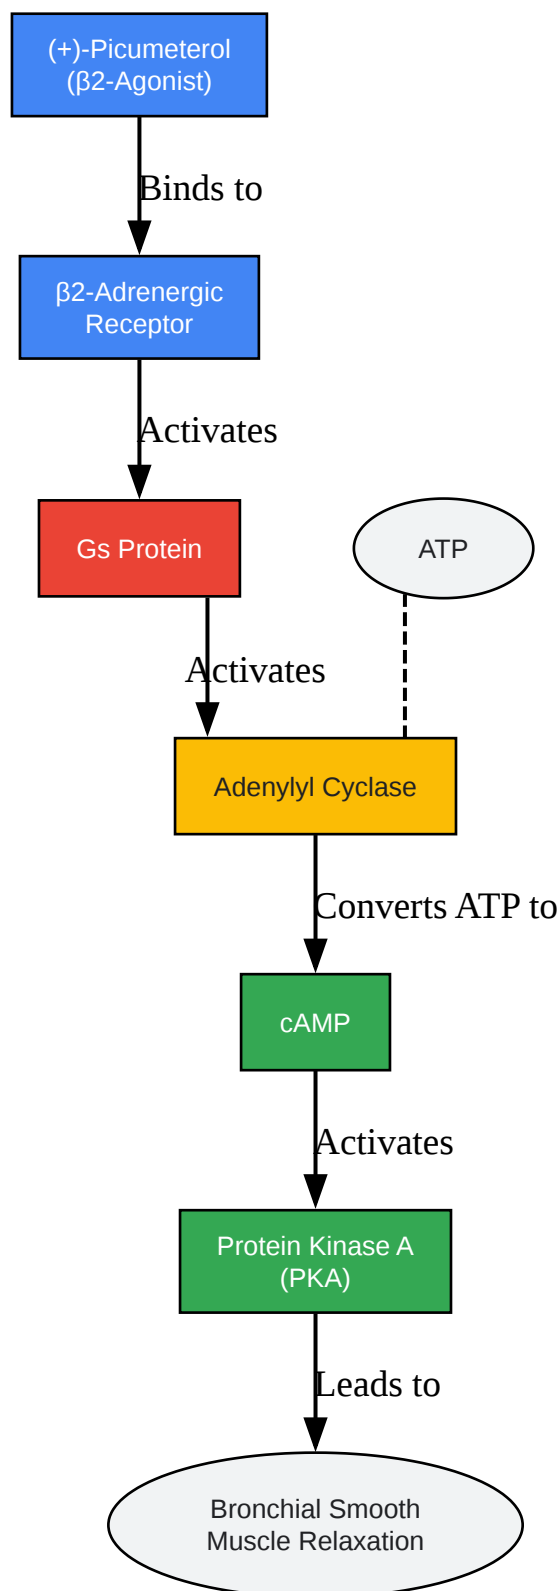 (+)-Picumeterol
(β2-Agonist)
Binds to
β2-Adrenergic
Receptor
Activates
Gs Protein
ATP
Activates
Adenylyl Cyclase
Converts ATP to
cAMP
Activates
Protein Kinase A
(PKA)
Leads to
Bronchial Smooth
Muscle Relaxation